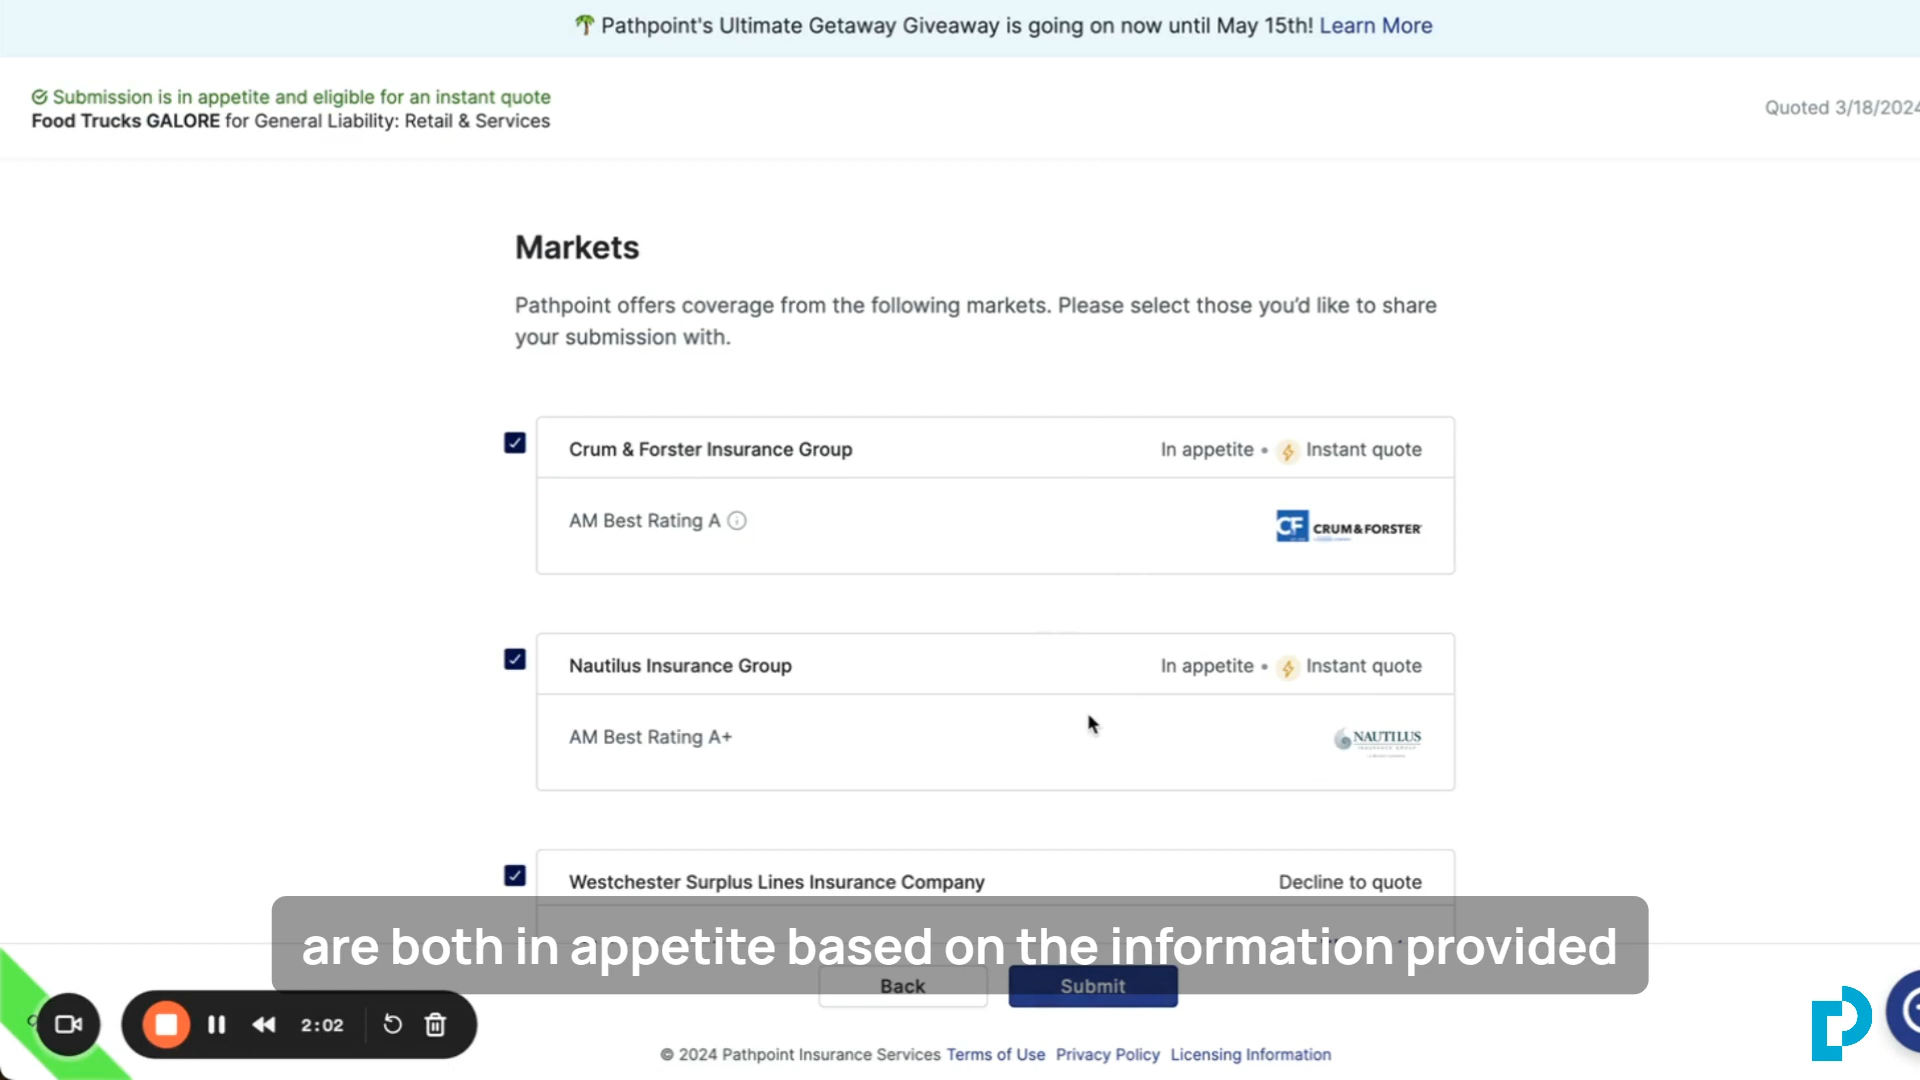 🌴 Pathpoint's Ultimate Getaway Giveaway is going on now until May 15th! Learn More
Submission is in appetite and eligible for an instant quote
Food Trucks GALORE for General Liability: Retail & Services
Quoted 3/18/2024
Markets
Pathpoint offers coverage from the following markets. Please select those you'd like to share
your submission with.
Crum & Forster Insurance Group
In appetite • Instant quote
AM Best Rating A
CF CRUM&FORSTER
Nautilus Insurance Group
In appetite • Instant quote
AM Best Rating A+
NAUTILUS
INSURANCE GROUP
Westchester Surplus Lines Insurance Company
Decline to quote
are both in appetite based on the information provided
Back
Submit
2:02
© 2024 Pathpoint Insurance Services Terms of Use Privacy Policy Licensing Information